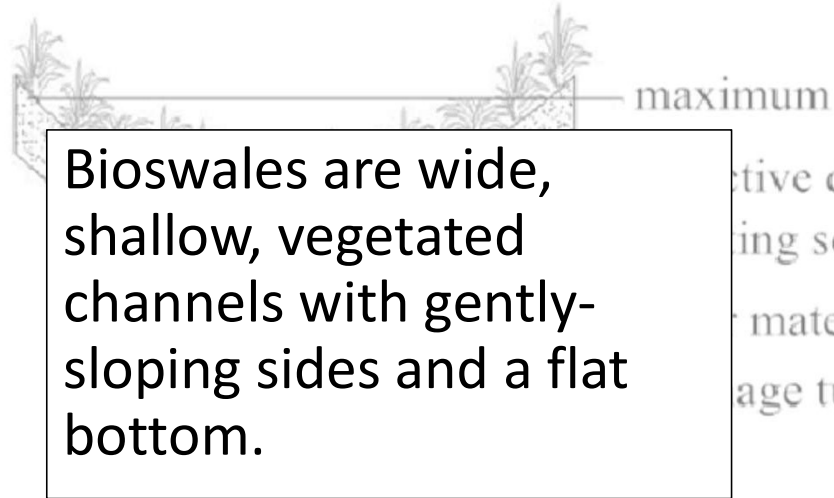 maximum
Bioswales are wide,
shallow, vegetated
channels with gently-
sloping sides and a flat
bottom.